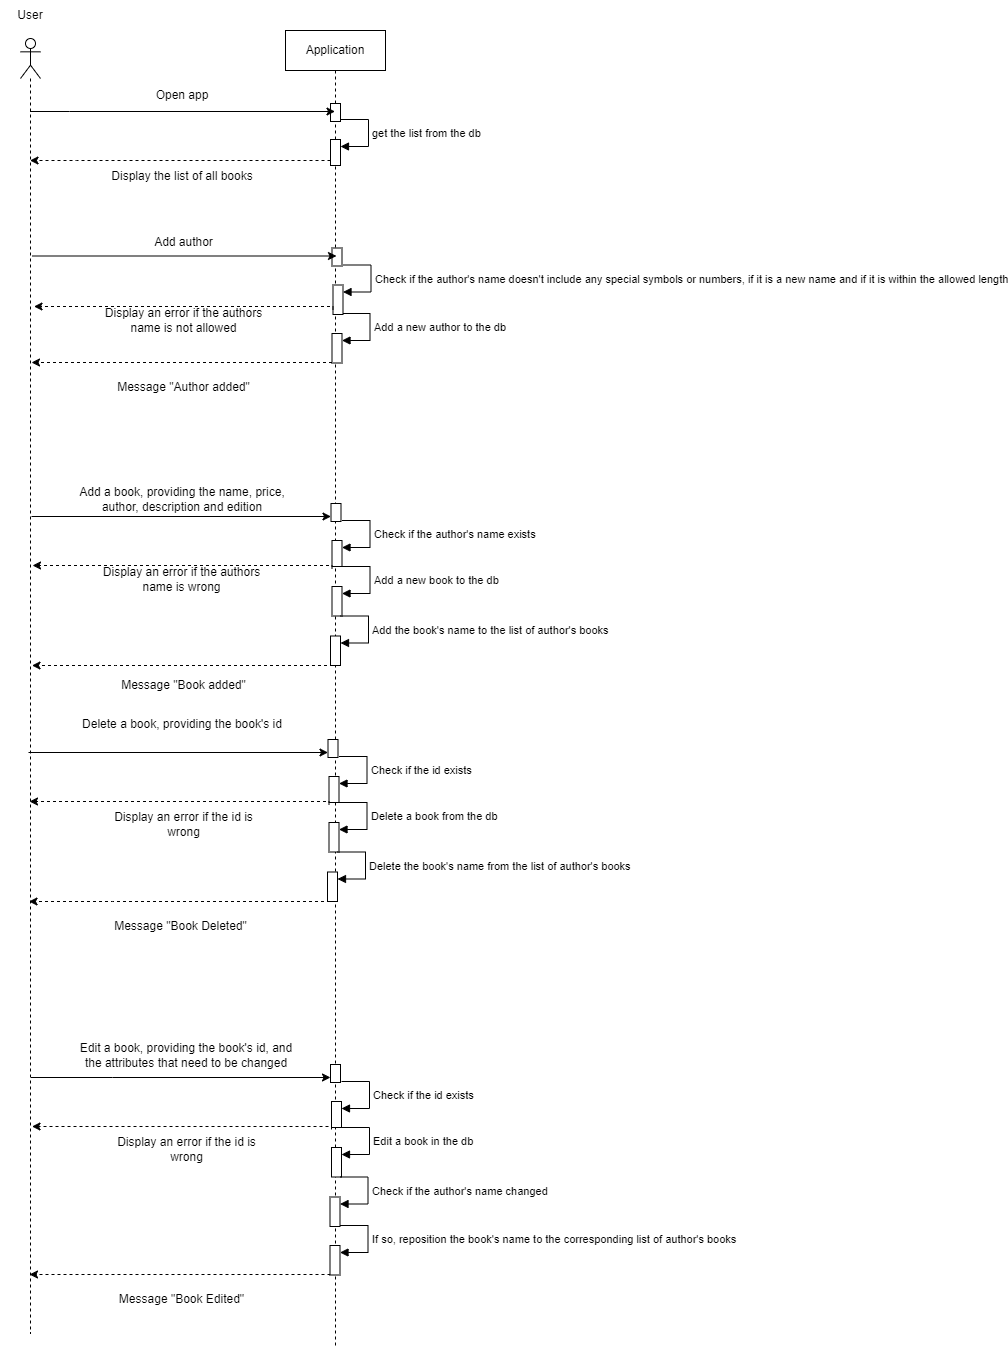 User
Application
Open app
get the list from the db
Display the list of all books
Add author
Check if the author's name doesn't include any special symbols or numbers, if it is a new name and if it is within the allowed length
Display an error if the authors
name is not allowed
Add a new author to the db
Message "Author added"
Add a book, providing the name, price,
author, description and edition
Check if the author's name exists
Display an error if the authors
name is wrong
Add a new book to the db
Add the book's name to the list of author's books
Message "Book added"
Delete a book, providing the book's id
Check if the id exists
Display an error if the id is
wrong
Delete a book from the db
Delete the book's name from the list of author's books
Message "Book Deleted"
Edit a book, providing the book's id, and
the attributes that need to be changed
Check if the id exists
Display an error if the id is
wrong
Edit a book in the db
Check if the author's name changed
If so, reposition the book's name to the corresponding list of author's books
Message "Book Edited"